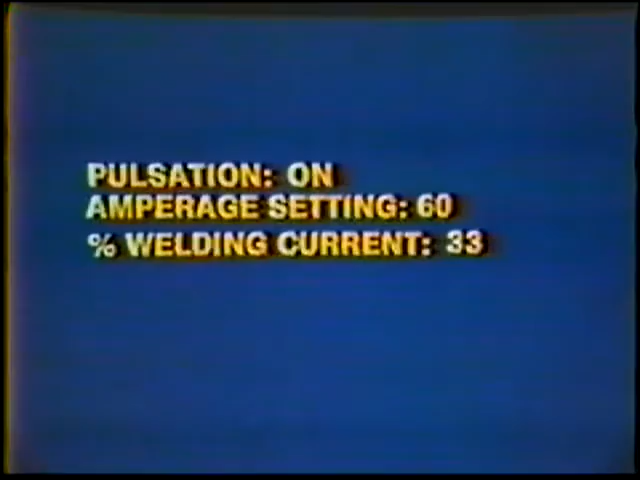 PULSATION: ON
AMPERAGE SETTING: 60
% WELDING CURRENT: 33